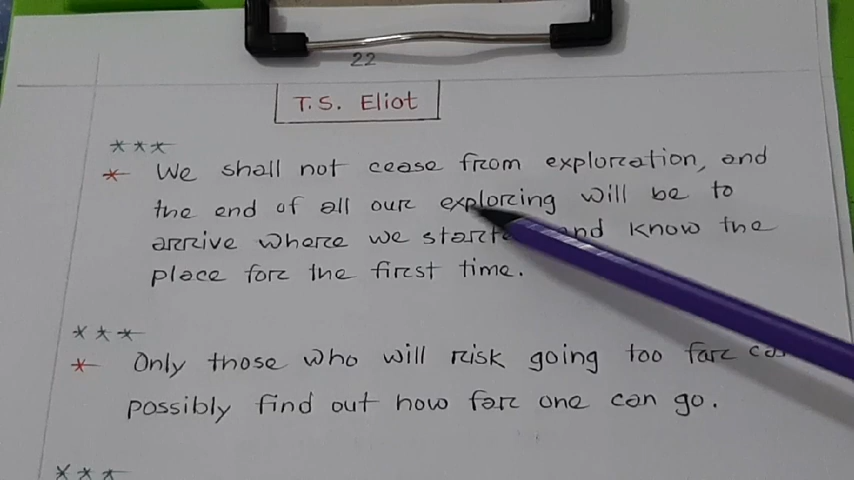 22
T.S. Eliot
***
* We shall not cease from exploration, and
the end of all our exploring will be to
arrive where we started and know the
place for the first time.
***
* Only those who will risk going too far
possibly find out how far one can go.
***